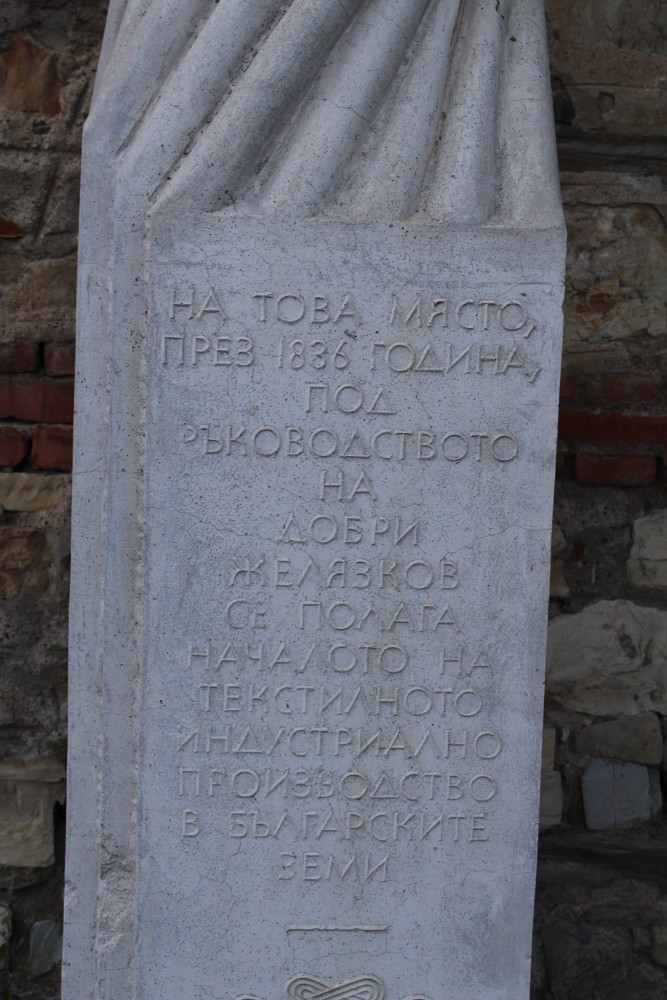 НА ТОВА МЯСТО,
ПРЕЗ 1836 ГОДИНА,
ПОД
РЪКОВОДСТВОТО
НА
ДОБРИ
ЖЕЛЯЗКОВ
СЕ ПОЛАГА
НАЧАЛОТО НА
ТЕКСТИЛНОТО
ИНДУСТРИАЛНО
ПРОИЗВОДСТВО
В БЪЛГАРСКИТЕ
ЗЕМИ